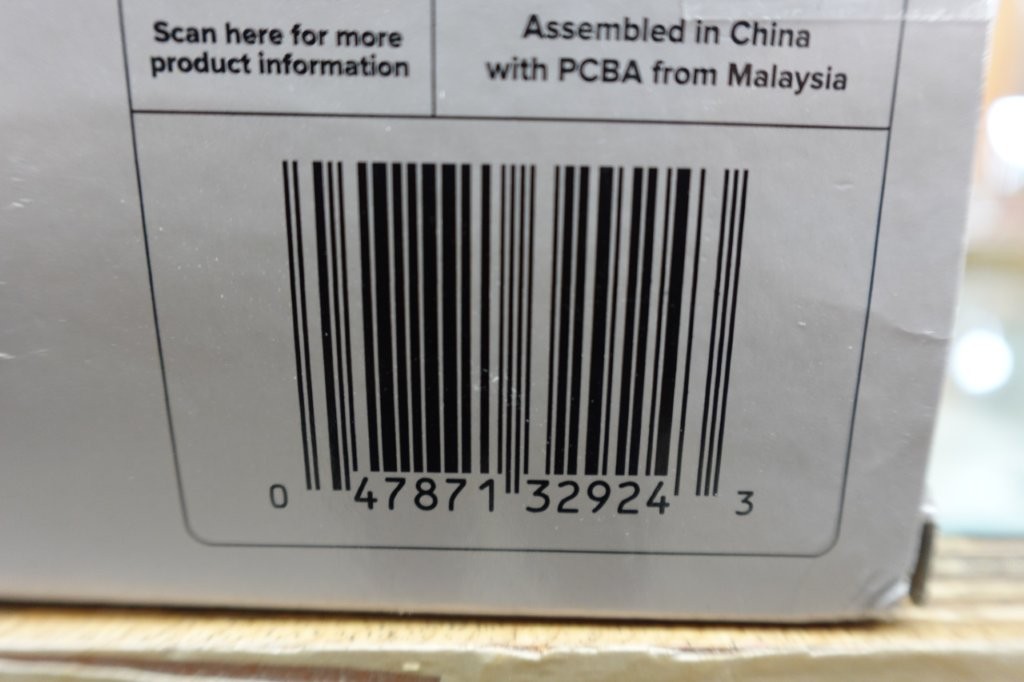 Scan here for more
product information
Assembled in China
with PCBA from Malaysia
0 47871 32924 3